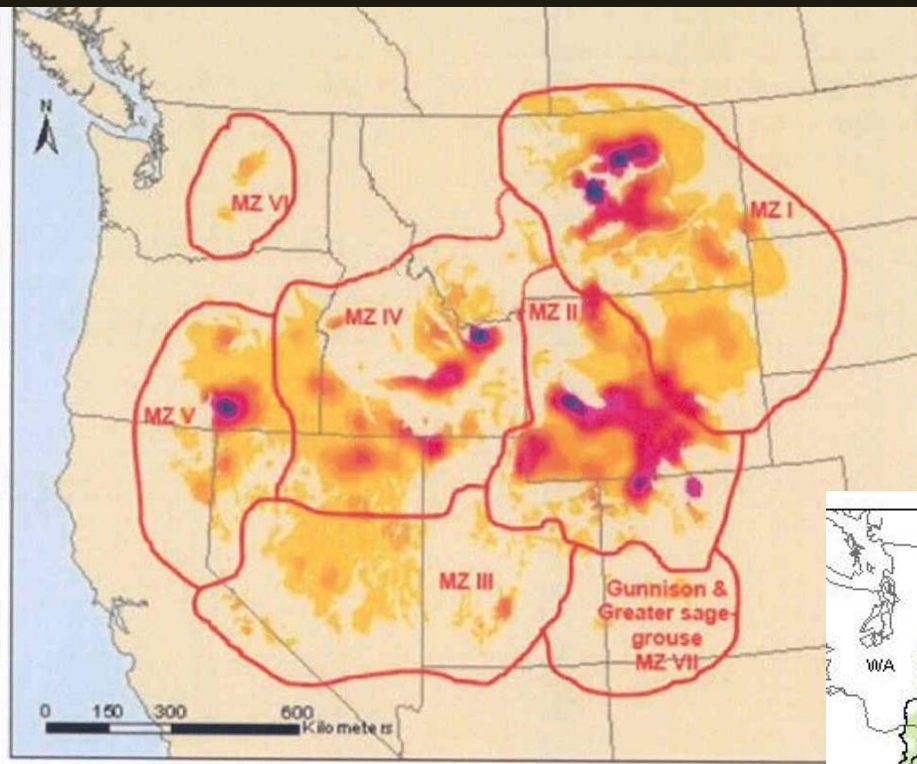 N
MZ VI
MZ I
MZ IV
MZ II
MZ V
MZ III
Gunnison &
Greater sage-
grouse
MZ VII
0 150 300 600
Kilometers
WA